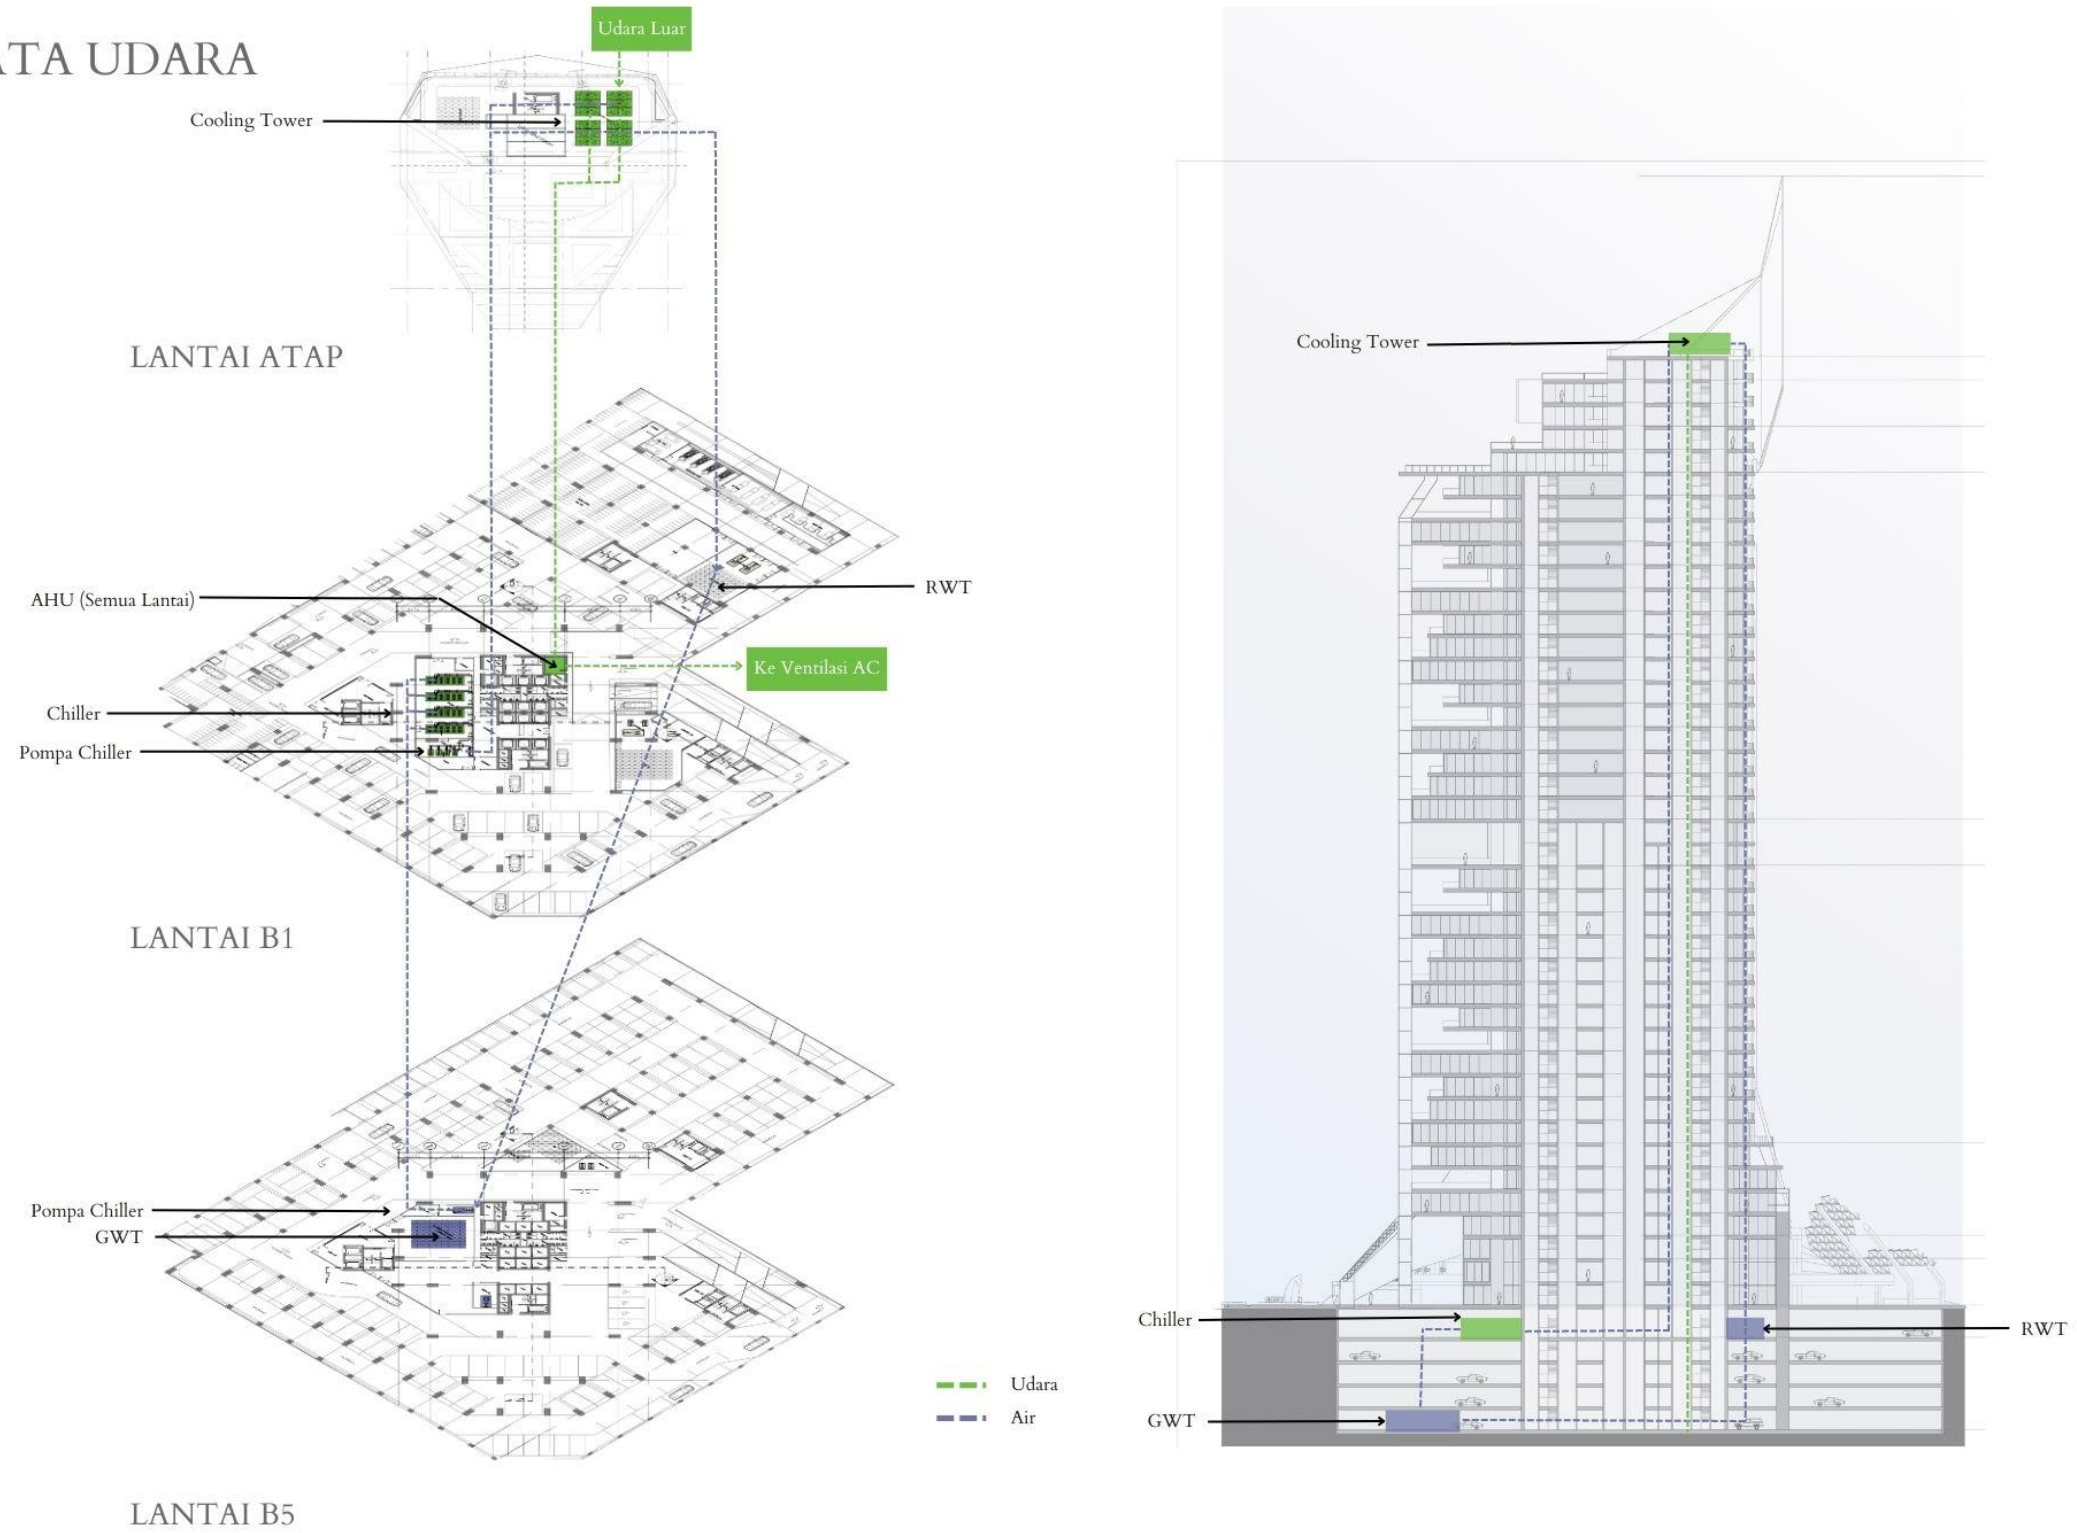 ATA UDARA
Udara Luar
Cooling Tower
LANTAI ATAP
AHU (Semua Lantai)
RWT
Ke Ventilasi AC
Chiller
Pompa Chiller
LANTAI B1
Pompa Chiller
GWT
LANTAI B5
Udara
Air
Cooling Tower
Chiller
RWT
GWT